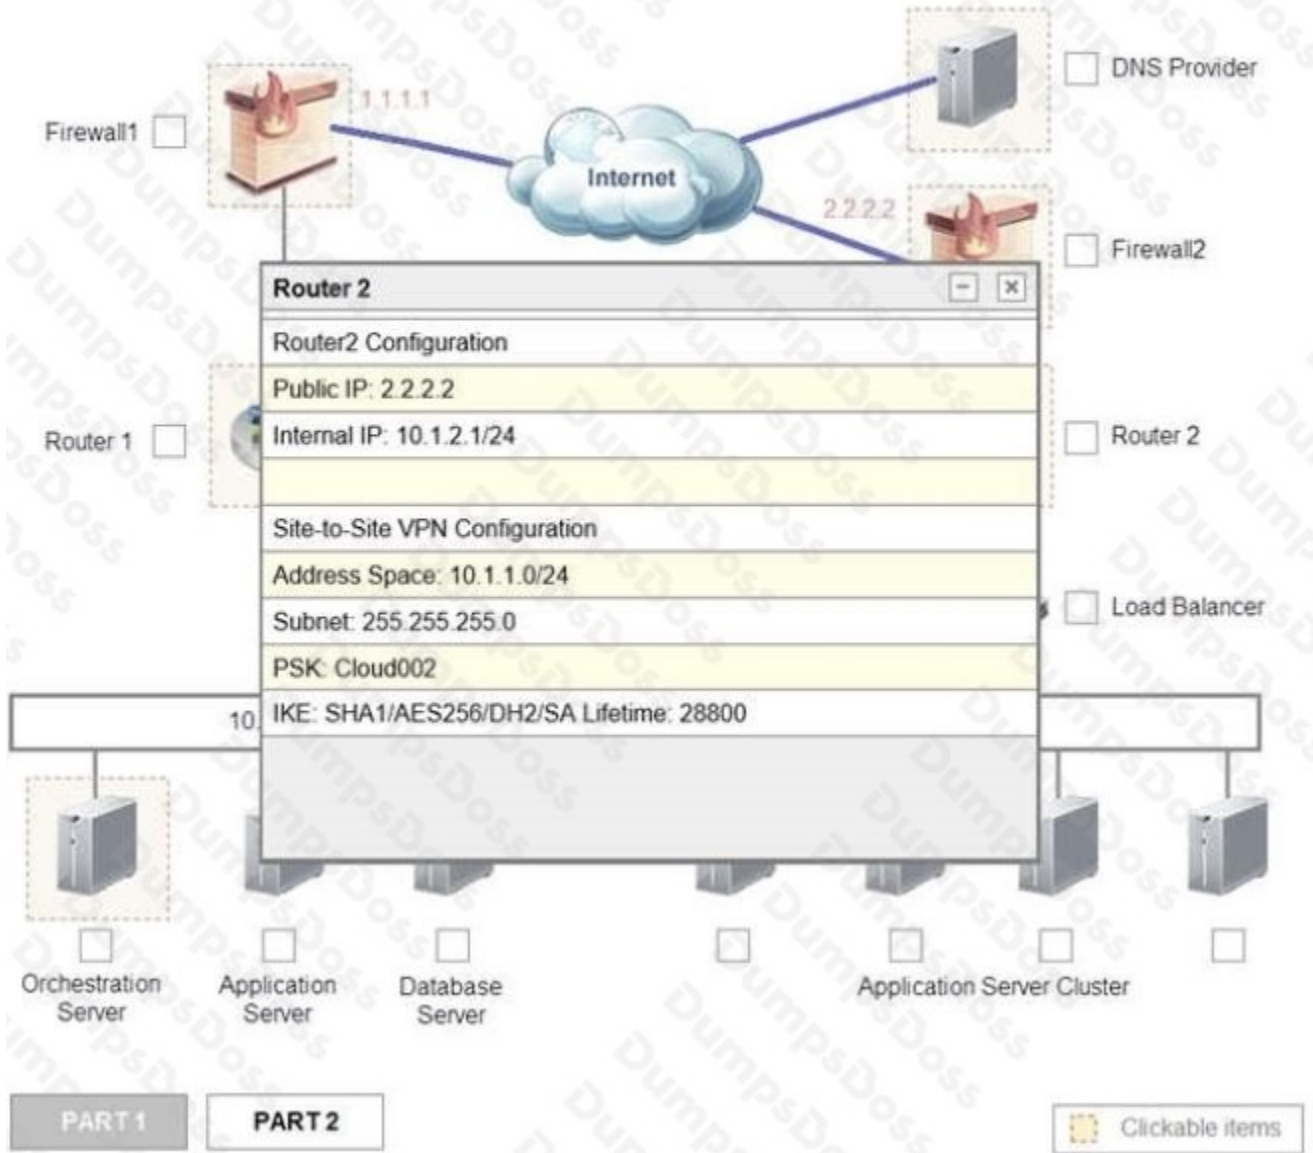 DNS Provider
Firewall1
1.1.1.1
Internet
2.2.2.2
Firewall2
Router 2
Router2 Configuration
Public IP: 2.2.2.2
Internal IP: 10.1.2.1/24
Router 1
Router 2
Site-to-Site VPN Configuration
Address Space: 10.1.1.0/24
Load Balancer
Subnet: 255.255.255.0
PSK: Cloud002
10.
IKE: SHA1/AES256/DH2/SA Lifetime: 28800
Orchestration
Server
Application
Server
Database
Server
Application Server Cluster
PART 1
PART 2
Clickable items
DumpsDoss